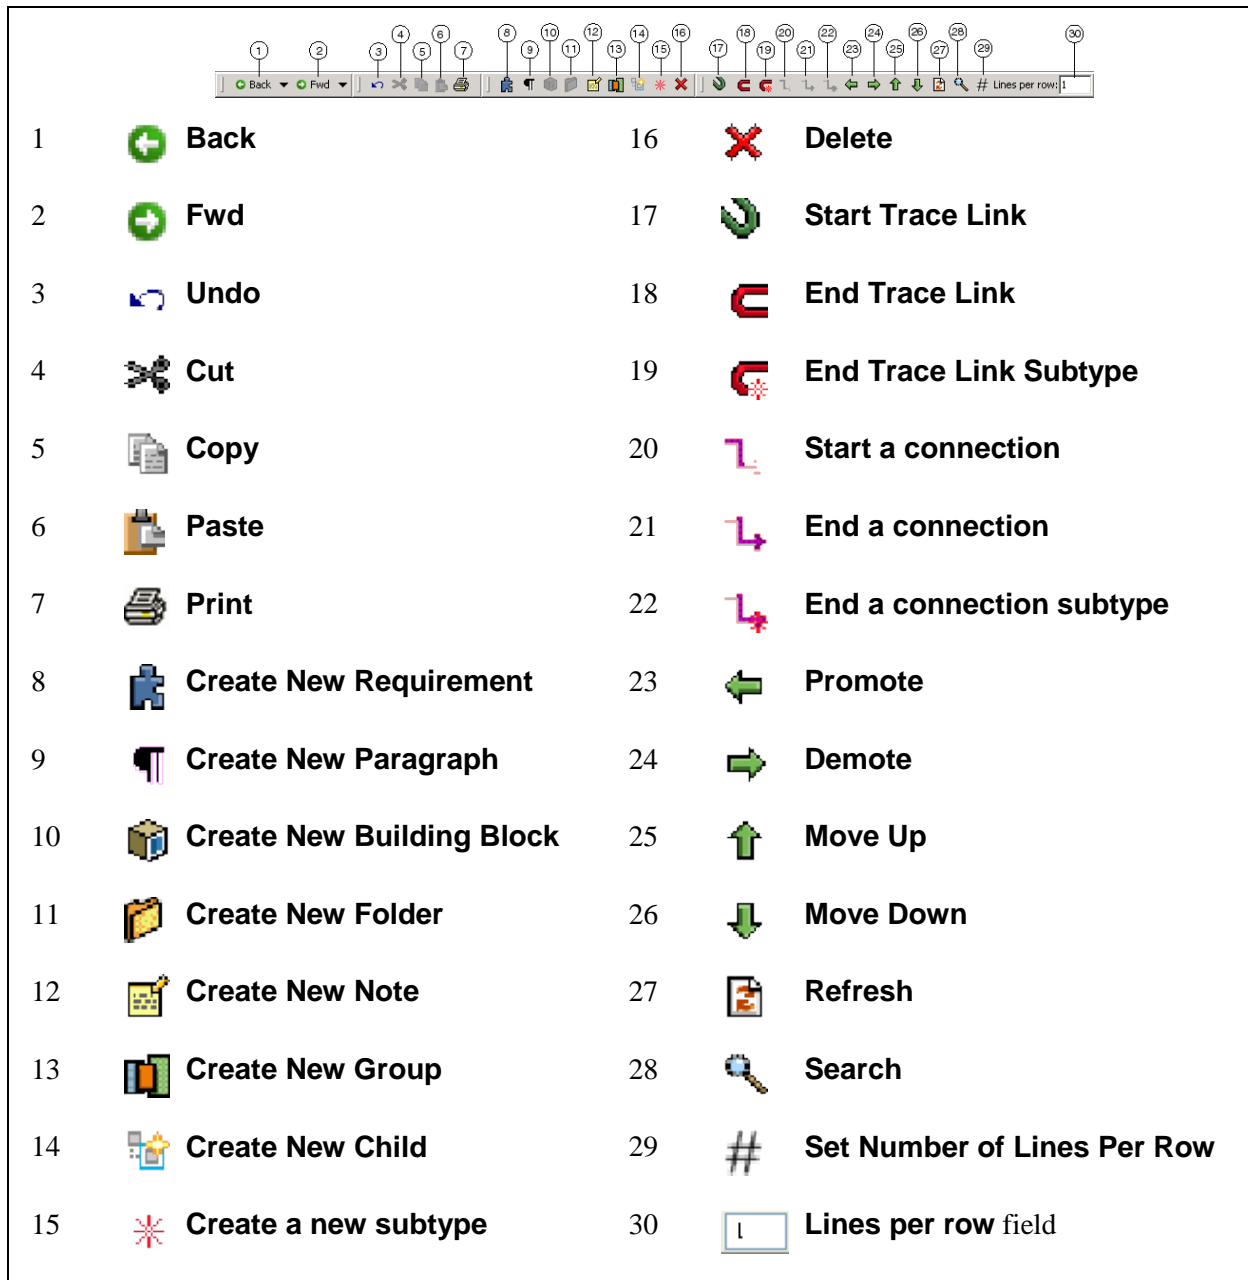 1 2 3 4 5 6 7 8 9 10 11 12 13 14 15 16 17 18 19 20 21 22 23 24 25 26 27 28 29 30
Back Fwd # Lines per row: 1
1 Back
2 Fwd
3 Undo
4 Cut
5 Copy
6 Paste
7 Print
8 Create New Requirement
9 ¶ Create New Paragraph
10 Create New Building Block
11 Create New Folder
12 Create New Note
13 Create New Group
14 Create New Child
15 Create a new subtype
16 Delete
17 Start Trace Link
18 End Trace Link
19 End Trace Link Subtype
20 Start a connection
21 End a connection
22 End a connection subtype
23 Promote
24 Demote
25 Move Up
26 Move Down
27 Refresh
28 Search
29 # Set Number of Lines Per Row
30 Lines per row field